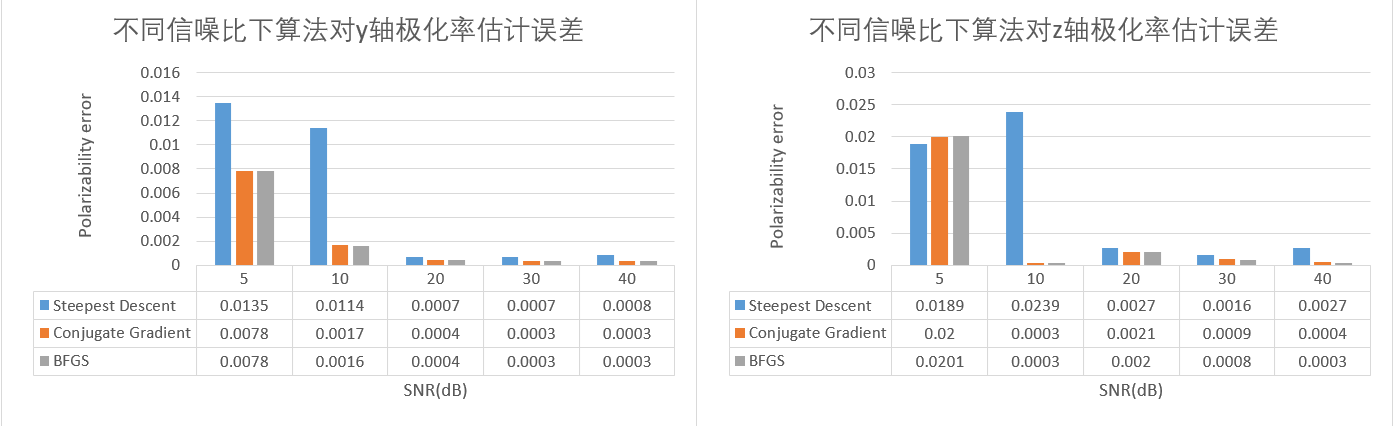 不同信噪比下算法对y轴极化率估计误差
Polarizability error
0.016
0.014
0.012
0.01
0.008
0.006
0.004
0.002
0
5 10 20 30 40
Steepest Descent 0.0135 0.0114 0.0007 0.0007 0.0008
Conjugate Gradient 0.0078 0.0017 0.0004 0.0003 0.0003
BFGS 0.0078 0.0016 0.0004 0.0003 0.0003
SNR(dB)
不同信噪比下算法对z轴极化率估计误差
Polarizability error
0.03
0.025
0.02
0.015
0.01
0.005
0
5 10 20 30 40
Steepest Descent 0.0189 0.0239 0.0027 0.0016 0.0027
Conjugate Gradient 0.02 0.0003 0.0021 0.0009 0.0004
BFGS 0.0201 0.0003 0.002 0.0008 0.0003
SNR(dB)